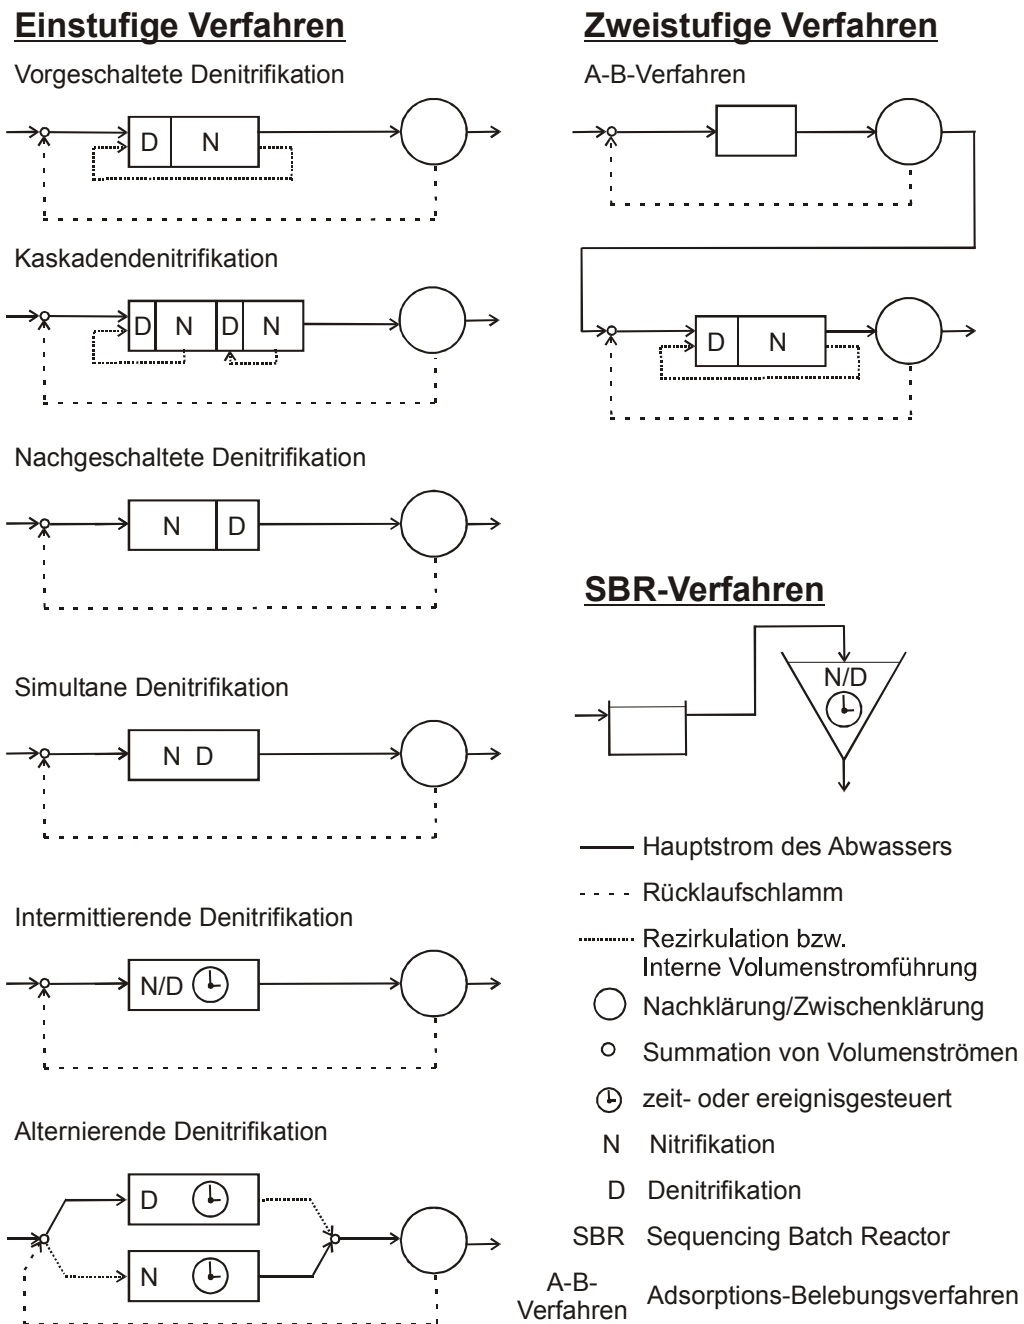 Einstufige Verfahren
Vorgeschaltete Denitrifikation
D N
Kaskadendenitrifikation
D N D N
Nachgeschaltete Denitrifikation
N D
Simultane Denitrifikation
N D
Intermittierende Denitrifikation
N/D
Alternierende Denitrifikation
D
N
Zweistufige Verfahren
A-B-Verfahren
D N
SBR-Verfahren
N/D
Hauptstrom des Abwassers
Rücklaufschlamm
Rezirkulation bzw.
Interne Volumenstromführung
Nachklärung/Zwischenklärung
Summation von Volumenströmen
zeit- oder ereignisgesteuert
N Nitrifikation
D Denitrifikation
SBR Sequencing Batch Reactor
A-B-
Verfahren Adsorptions-Belebungsverfahren